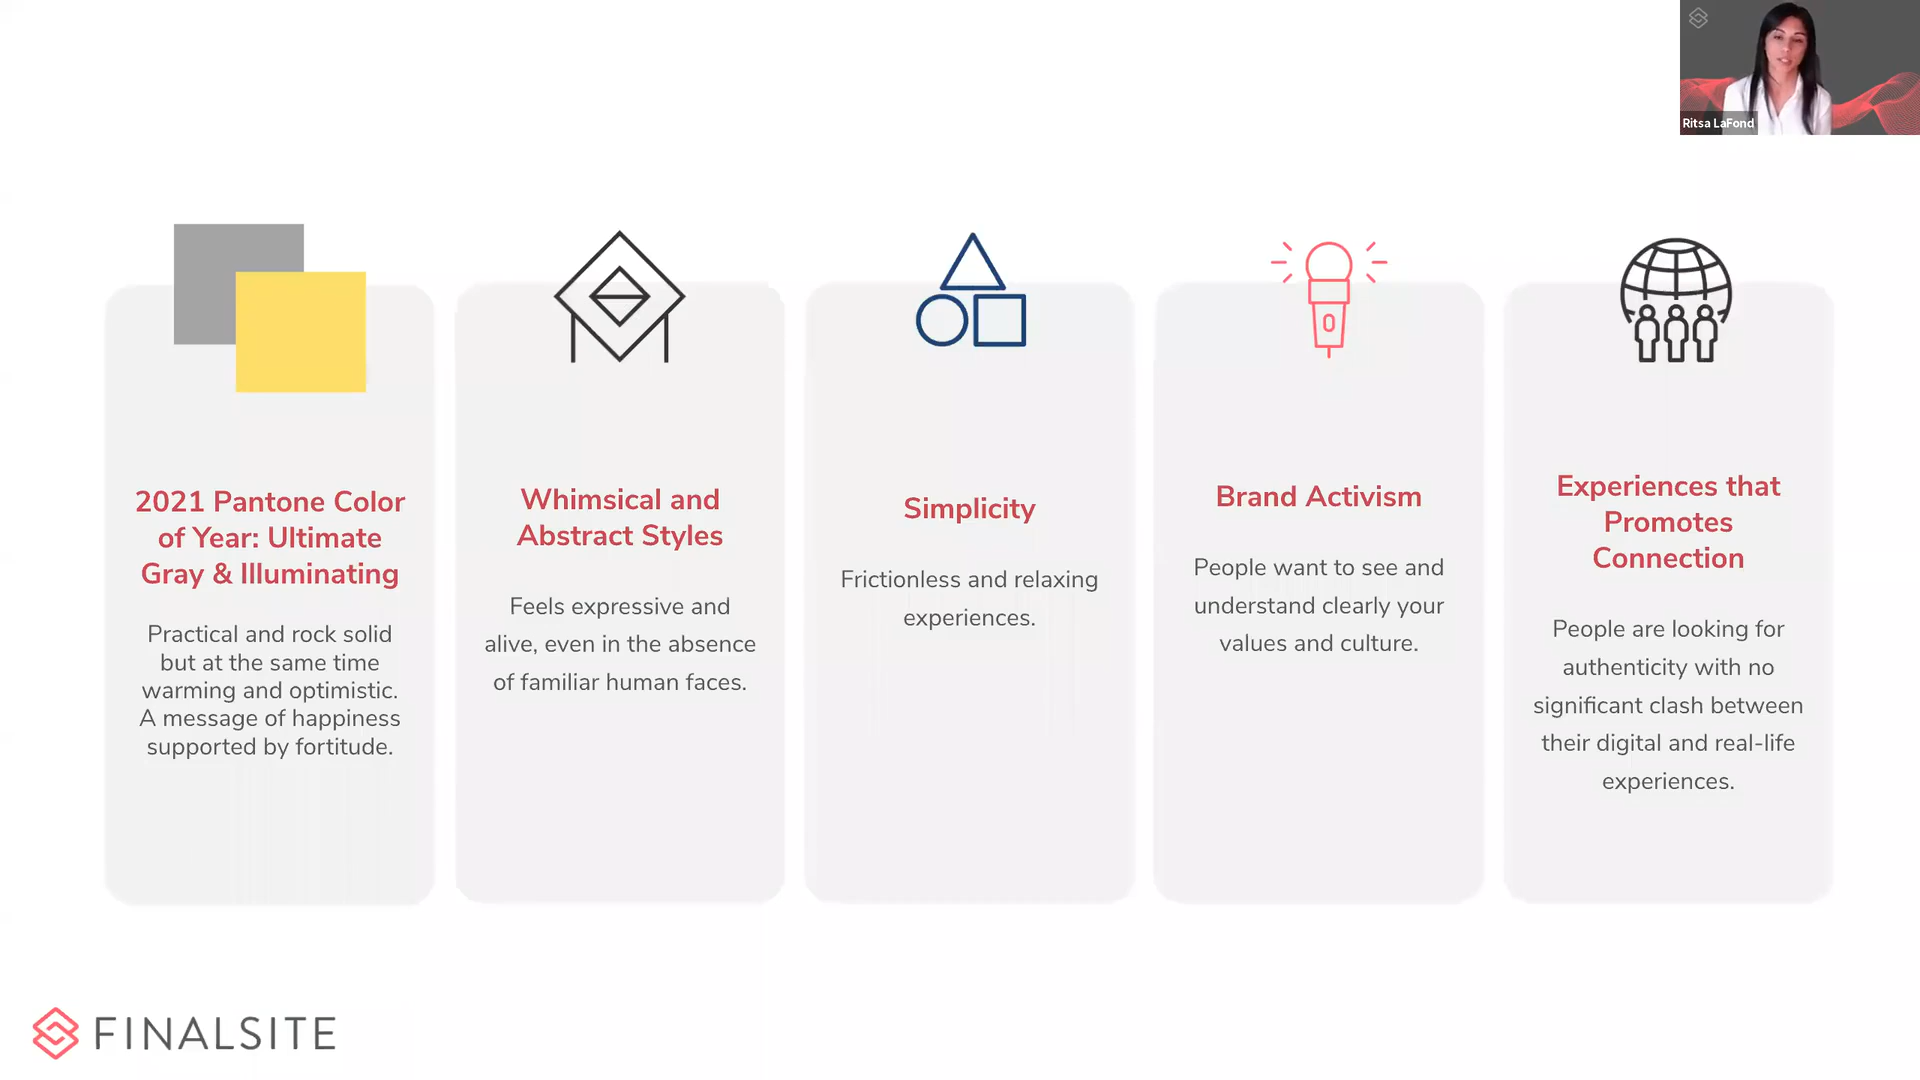 Ritsa LaFond
2021 Pantone Color
of Year: Ultimate
Gray & Illuminating
Practical and rock solid
but at the same time
warming and optimistic.
A message of happiness
supported by fortitude.
Whimsical and
Abstract Styles
Feels expressive and
alive, even in the absence
of familiar human faces.
Simplicity
Frictionless and relaxing
experiences.
Brand Activism
People want to see and
understand clearly your
values and culture.
Experiences that
Promotes
Connection
People are looking for
authenticity with no
significant clash between
their digital and real-life
experiences.
FINALSITE